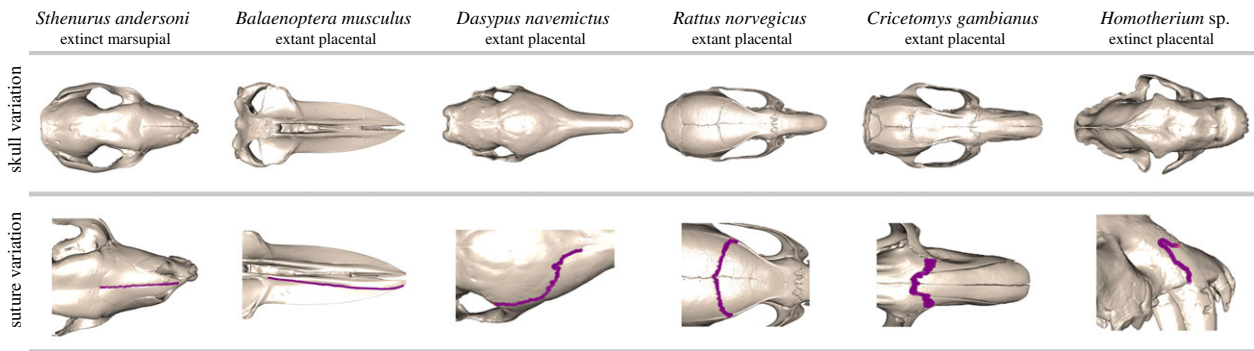 Sthenurus andersoni
extinct marsupial
Balaenoptera musculus
extant placental
Dasypus navemictus
extant placental
Rattus norvegicus
extant placental
Cricetomys gambianus
extant placental
Homotherium sp.
extinct placental
skull variation
suture variation